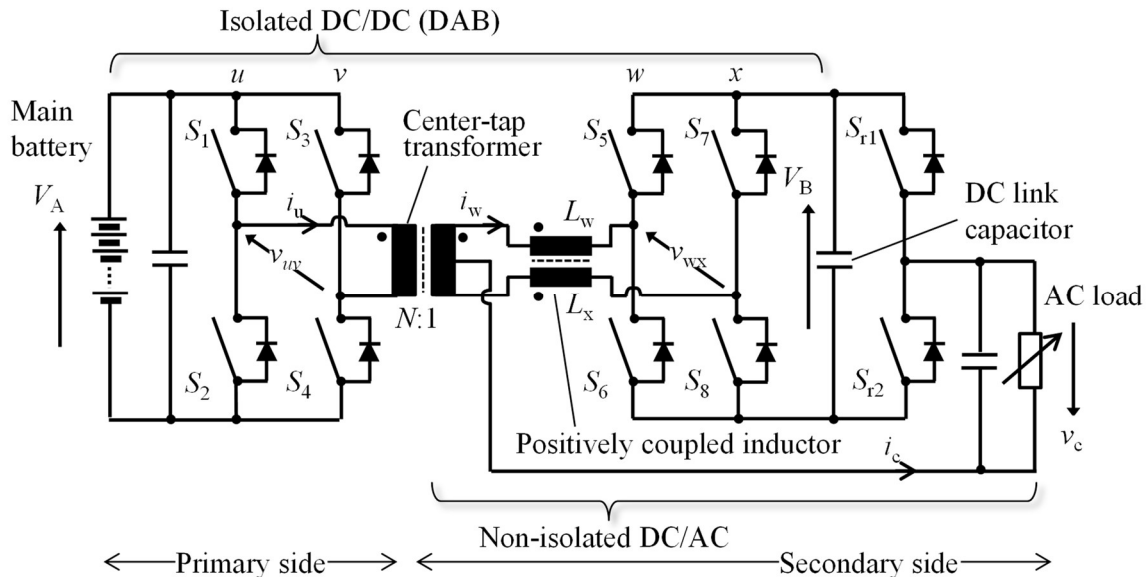 Isolated DC/DC (DAB)
u
v
w
x
Main
battery
Center-tap
transformer
S1
S3
S5
S7
Sr1
VA
iu
iw
Lw
VB
DC link
capacitor
vuv
vwx
N:1
Lx
AC load
S2
S4
S6
S8
Sr2
Positively coupled inductor
ic
vc
Non-isolated DC/AC
Primary side
Secondary side